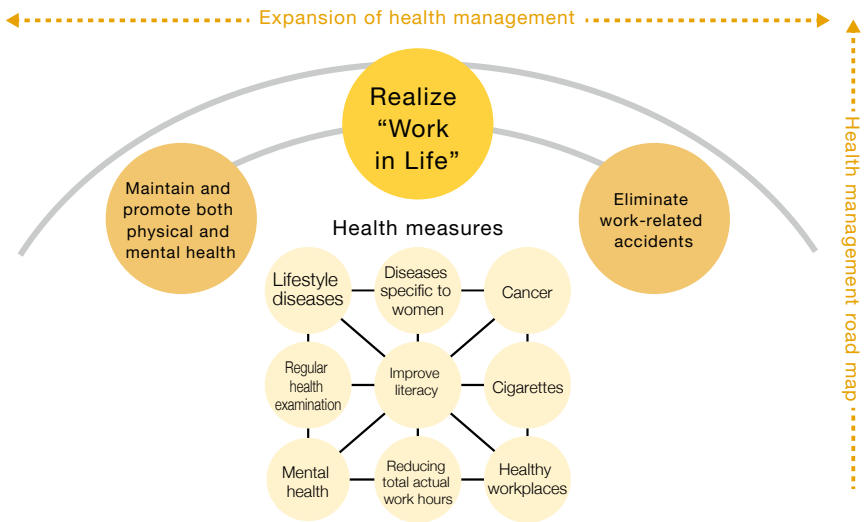 Expansion of health management
Realize
“Work
in Life”
Maintain and
promote both
physical and
mental health
Eliminate
work-related
accidents
Health management road map
Health measures
Lifestyle
diseases
Diseases
specific to
women
Cancer
Regular
health
examination
Improve
literacy
Cigarettes
Mental
health
Reducing
total actual
work hours
Healthy
workplaces